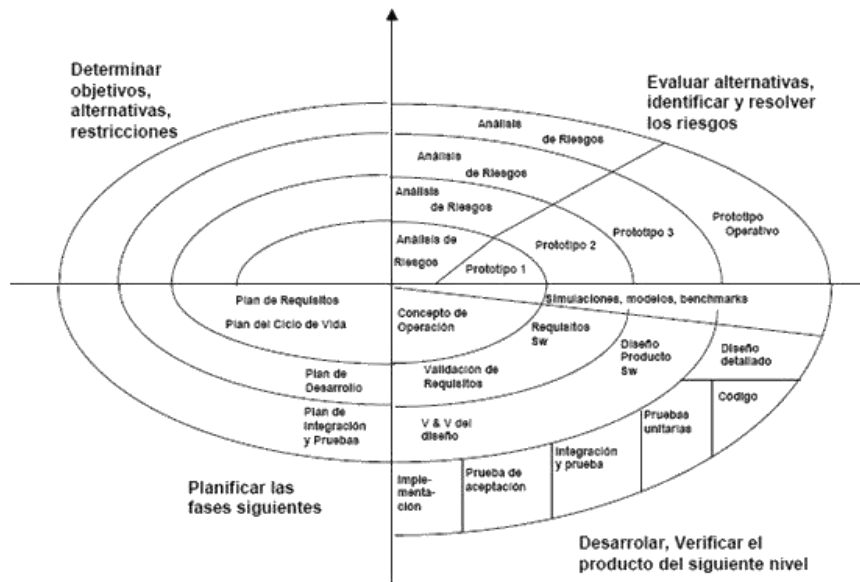 Determinar
objetivos,
alternativas,
restricciones
Evaluar alternativas,
identificar y resolver
los riesgos
Análisis
de Riesgos
Análisis
de Riesgos
Análisis
de Riesgos
Análisis de
Riesgos
Prototipo 1
Prototipo 2
Prototipo 3
Prototipo
Operativo
Simulaciones, modelos, benchmarks
Plan de Requisitos
Plan del Ciclo de Vida
Concepto de
Operación
Requisitos
Sw
Diseño
Producto
Sw
Diseño
detallado
Plan de
Desarrollo
Validación de
Requisitos
Plan de
Integración
y Pruebas
V & V del
diseño
Código
Pruebas
unitarias
Integración
y prueba
Prueba de
aceptación
Imple-
menta-
ción
Planificar las
fases siguientes
Desarrolar, Verificar el
producto del siguiente nivel